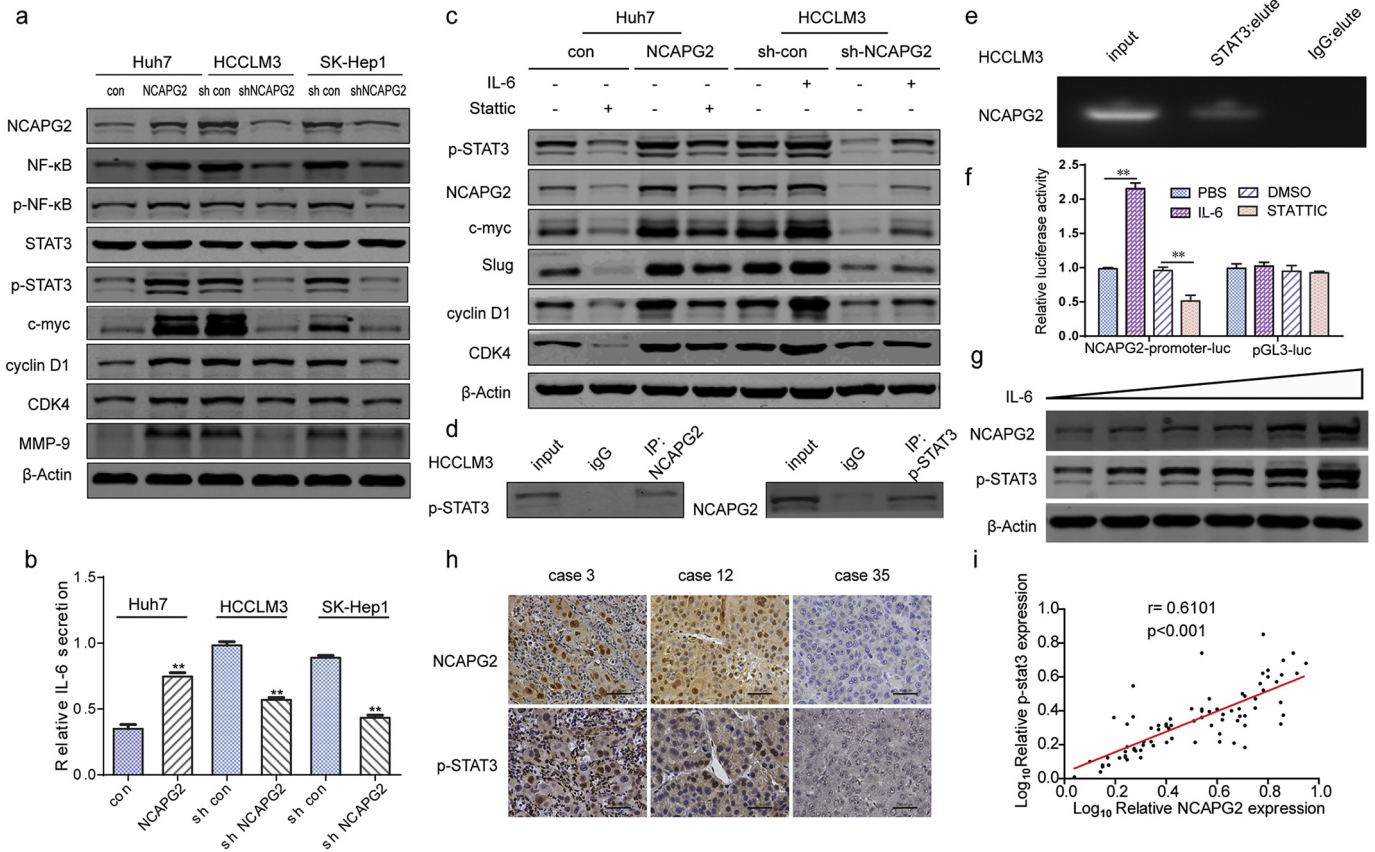 a
Huh7 HCCLM3 SK-Hep1
con NCAPG2 sh con shNCAPG2 sh con shNCAPG2
NCAPG2
NF-κB
p-NF-κB
STAT3
p-STAT3
c-myc
cyclin D1
CDK4
MMP-9
β-Actin
b
Relative IL-6 secretion
1.5
1.0
0.5
0.0
Huh7 HCCLM3 SK-Hep1
** ** **
con NCAPG2 sh con sh NCAPG2 sh con sh NCAPG2
c
Huh7 HCCLM3
con NCAPG2 sh-con sh-NCAPG2
IL-6 - - - - - + - +
Stattic - + - + - - - -
p-STAT3
NCAPG2
c-myc
Slug
cyclin D1
CDK4
β-Actin
d
HCCLM3
input igG IP: NCAPG2
p-STAT3
input igG IP: p-STAT3
NCAPG2
e
HCCLM3
input STAT3:elute IgG:elute
NCAPG2
f
Relative luciferase activity
2.5
2.0
1.5
1.0
0.5
0.0
** **
PBS DMSO
IL-6 STATTIC
NCAPG2-promoter-luc pGL3-luc
g
IL-6
NCAPG2
p-STAT3
β-Actin
h
case 3 case 12 case 35
NCAPG2
p-STAT3
i
r= 0.6101
p<0.001
Log10 Relative p-stat3 expression
1.0
0.8
0.6
0.4
0.2
0.0
0.0 0.2 0.4 0.6 0.8 1.0
Log10 Relative NCAPG2 expression